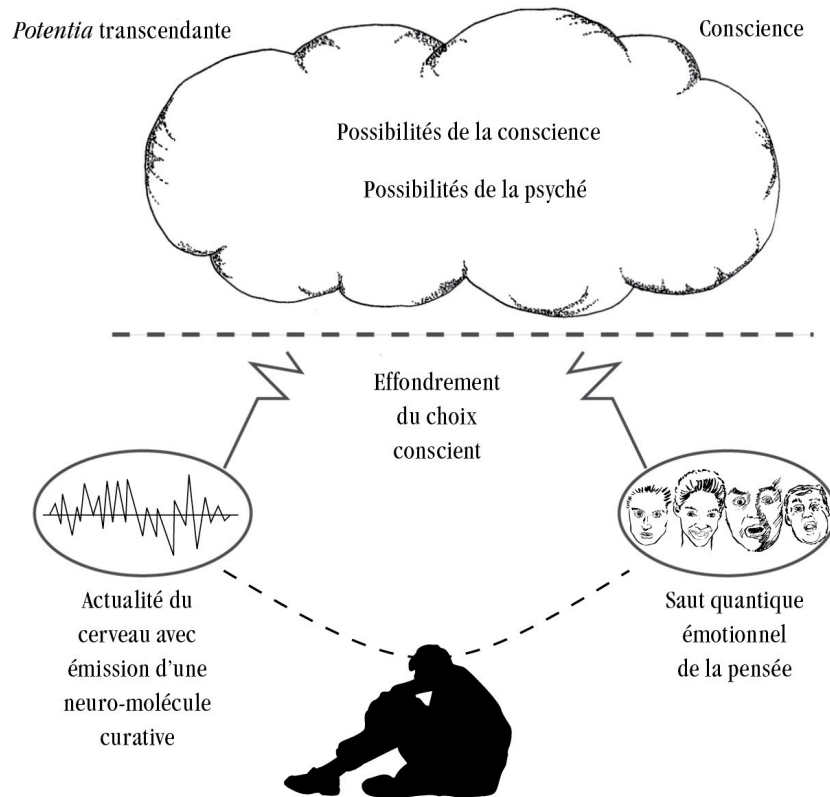 Potentia transcendante
Conscience
Possibilités de la conscience
Possibilités de la psyché
Effondrement
du choix
conscient
Actualité du
cerveau avec
émission d’une
neuro-molécule
curative
Saut quantique
émotionnel
de la pensée